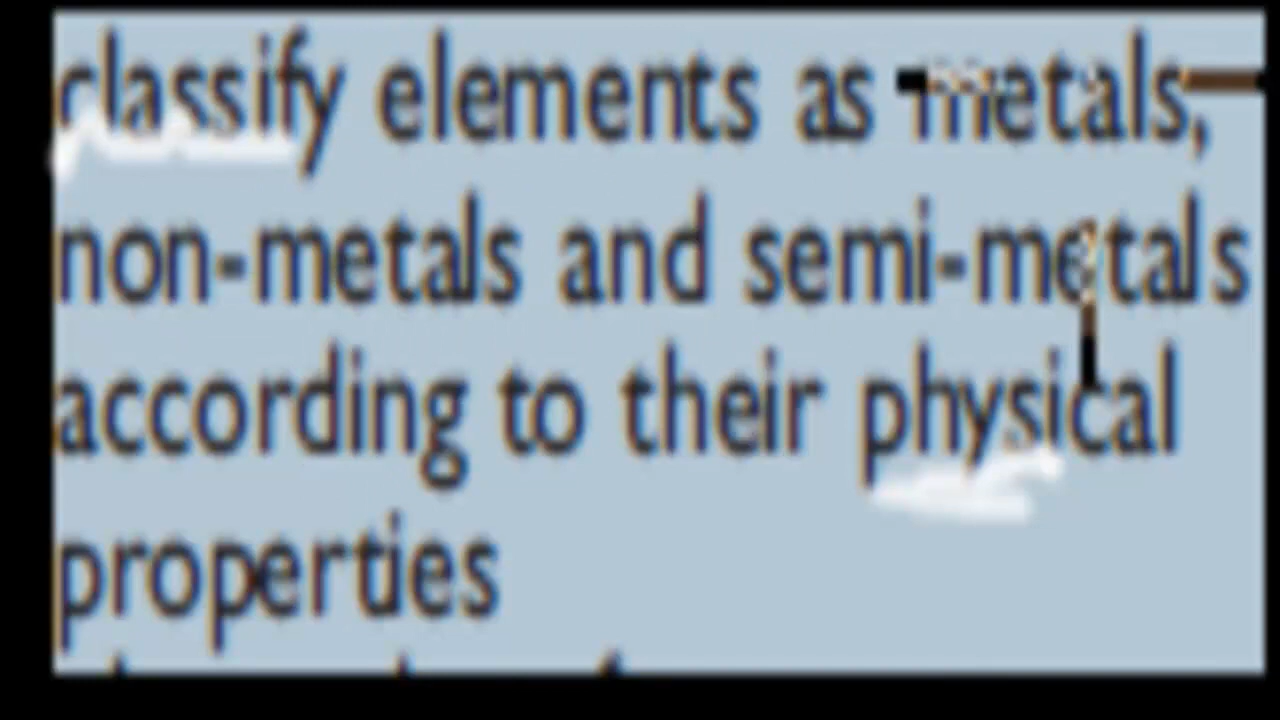 classify elements as metals,
non-metals and semi-metals
according to their physical
properties